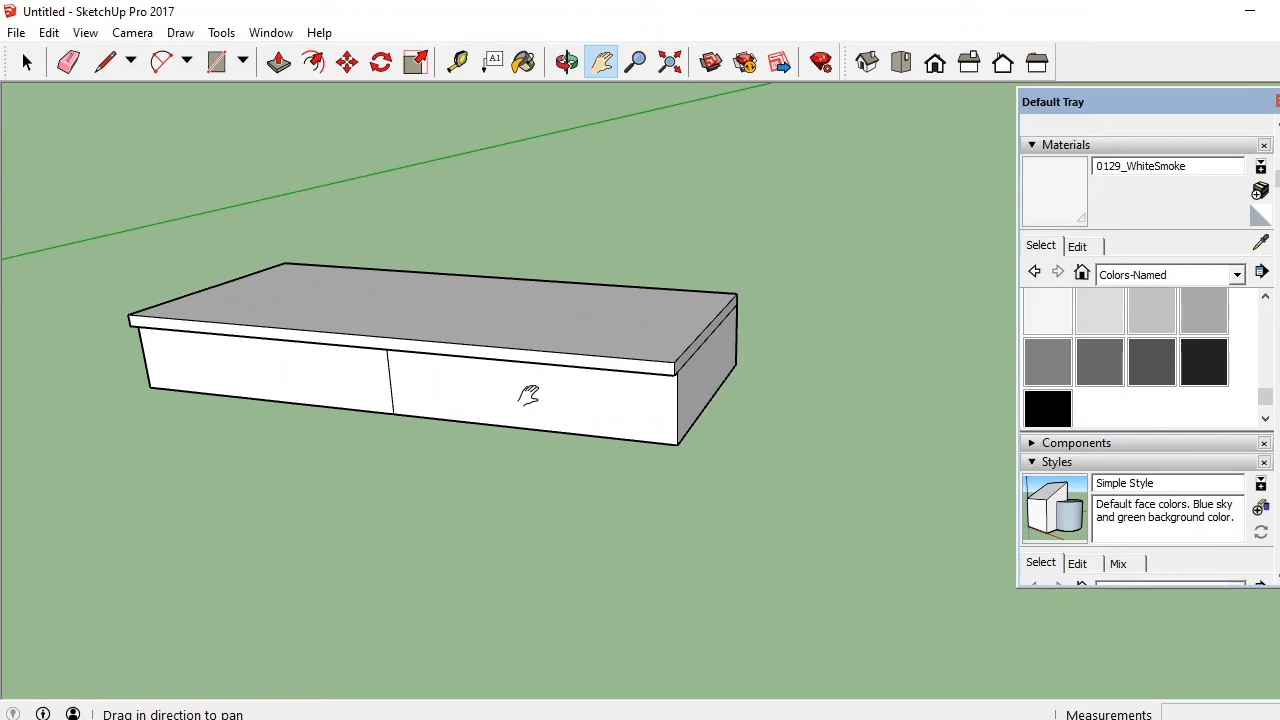 Untitled - SketchUp Pro 2017
File Edit View Camera Draw Tools Window Help
A1
Default Tray
Materials
0129_WhiteSmoke
Select Edit
Colors-Named
Components
Styles
Simple Style
Default face colors. Blue sky
and green background color.
Select Edit Mix
Drag in direction to pan
Measurements